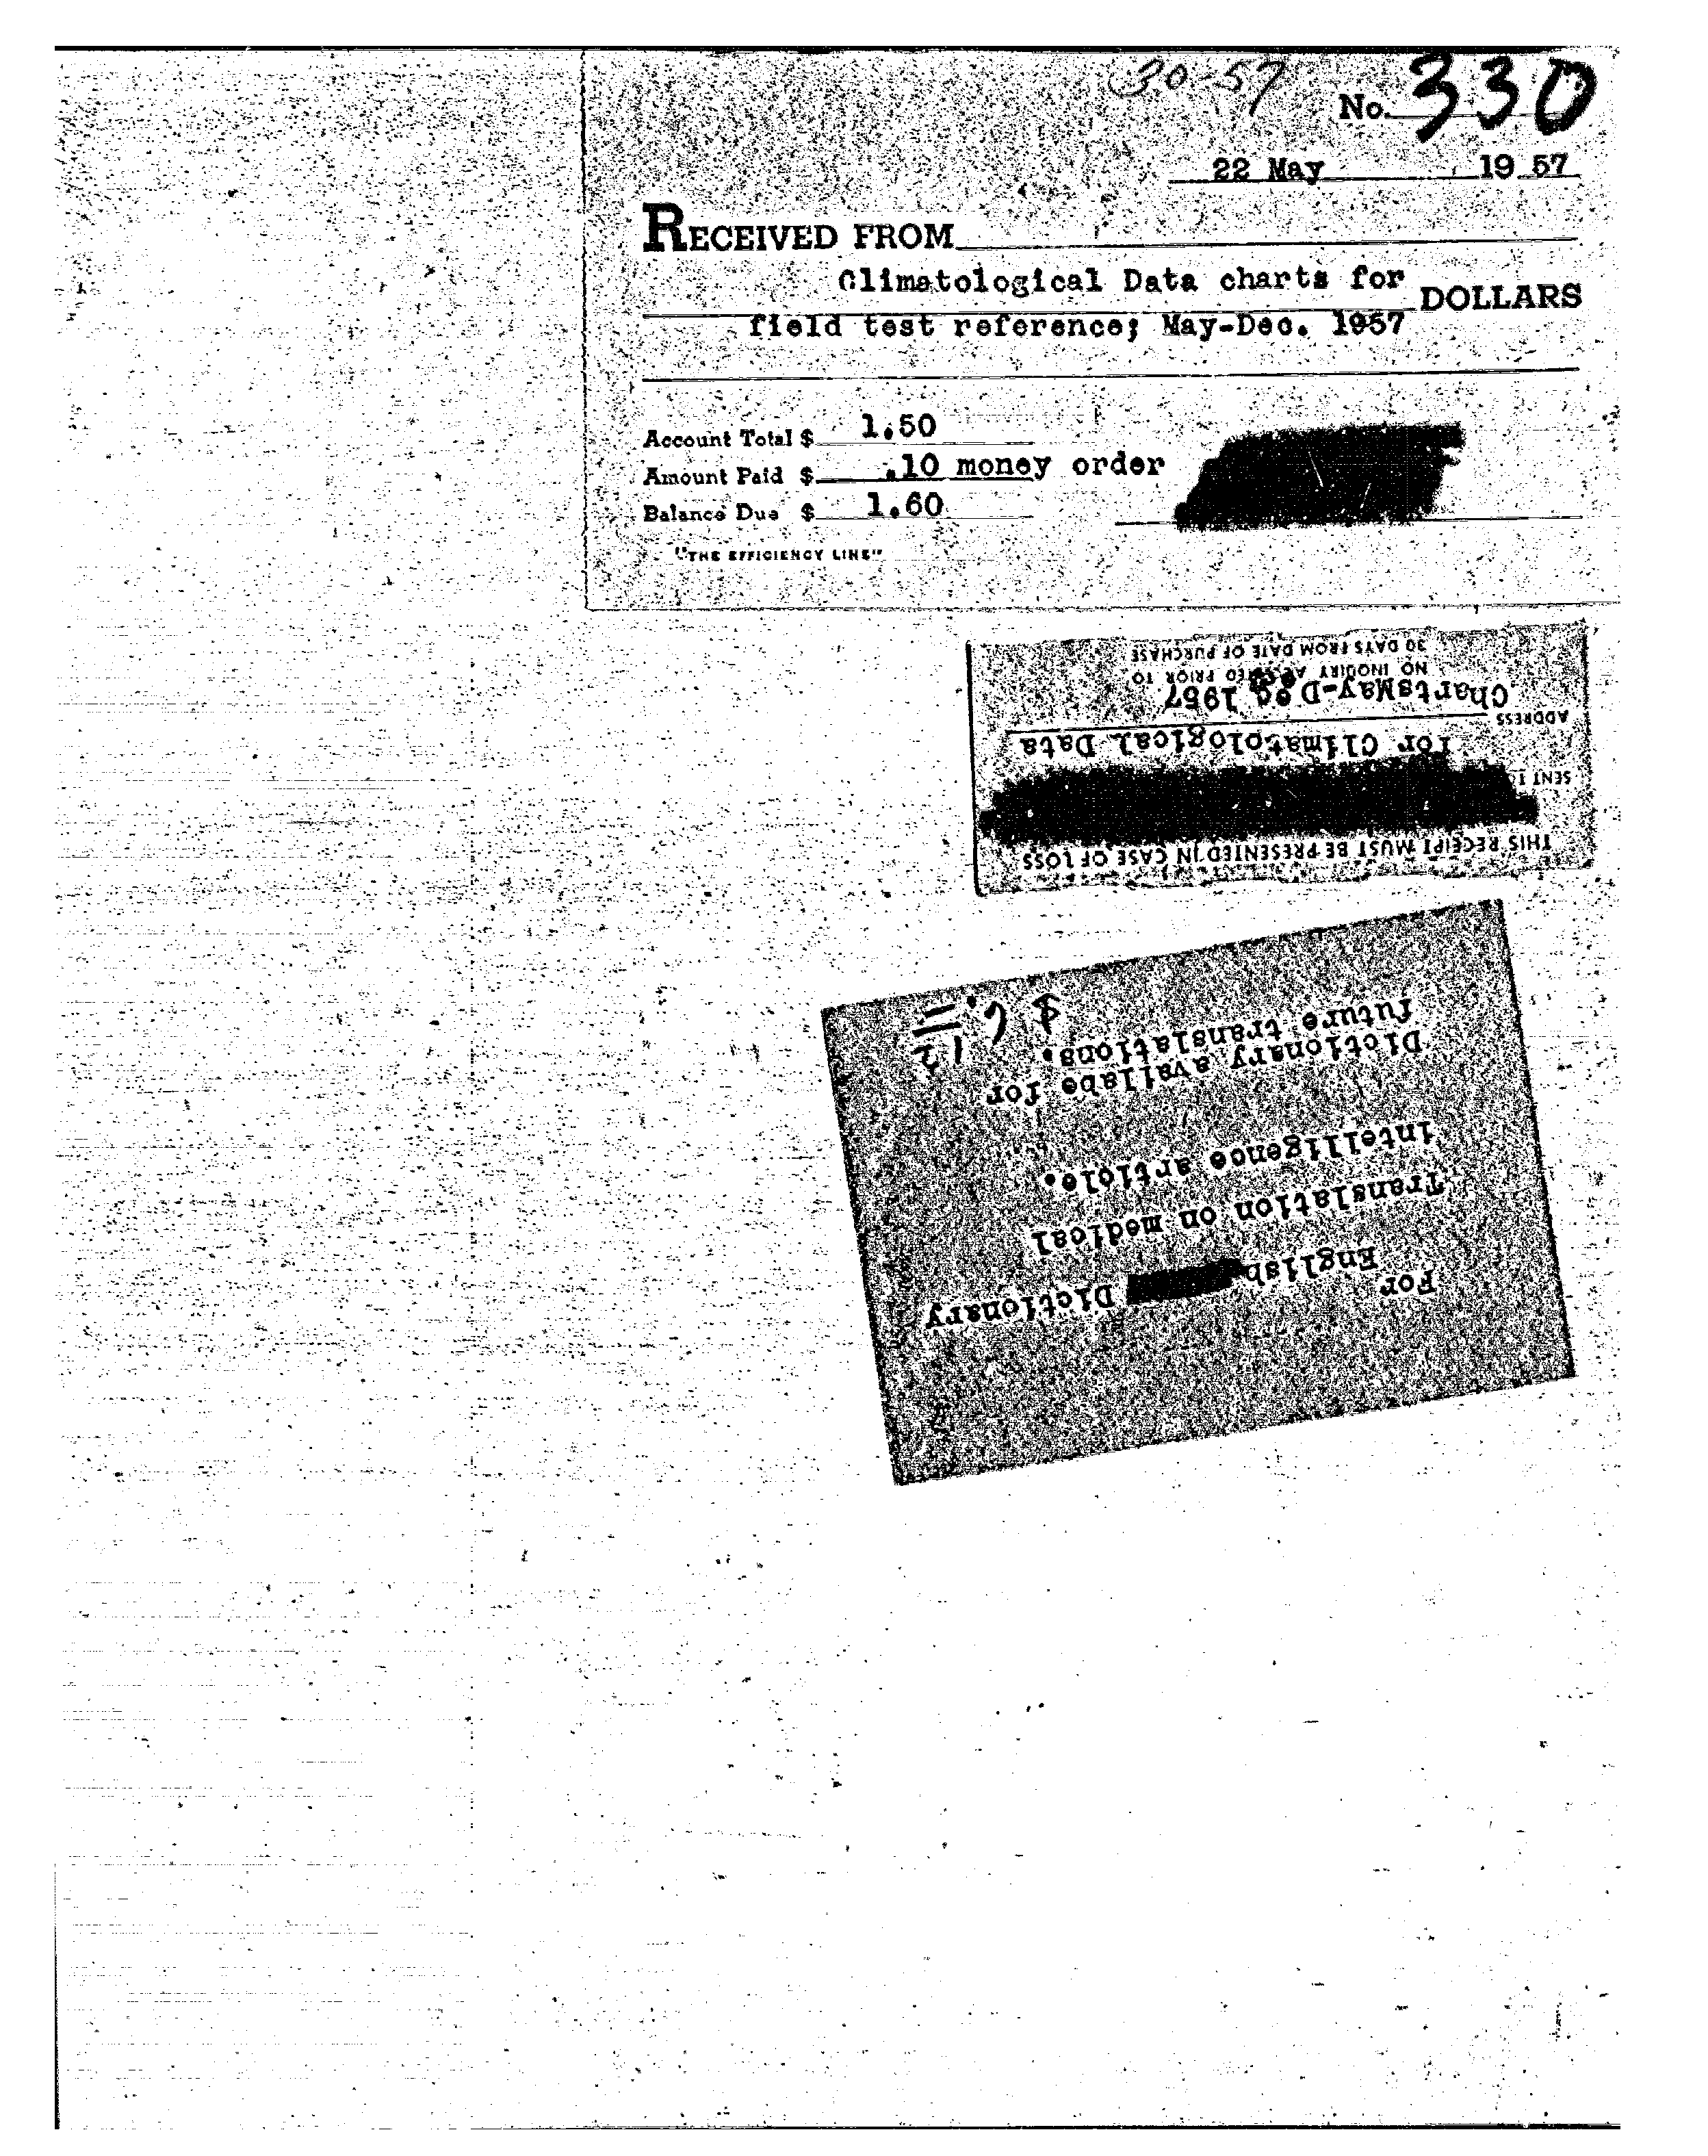 30-57
No. 330
22 May 19 57
RECEIVED FROM
Climatological Data charts for
DOLLARS
field test reference; May-Dec. 1957
Account Total $ 1.50
Amount Paid $ .10 money order
Balance Due $ 1.60
"THE EFFICIENCY LINE"
THIS RECEIPT MUST BE PRESENTED IN CASE OF LOSS
SENT
for Climatological Data
ADDRESS
ChartsMay-Dec 1957
NO INQUIRY PRIOR TO
30 DAYS FROM DATE OF PURCHASE
For
English Dictionary
Translation on medical
intelligence article.
Dictionary availabe for
future translations.
$